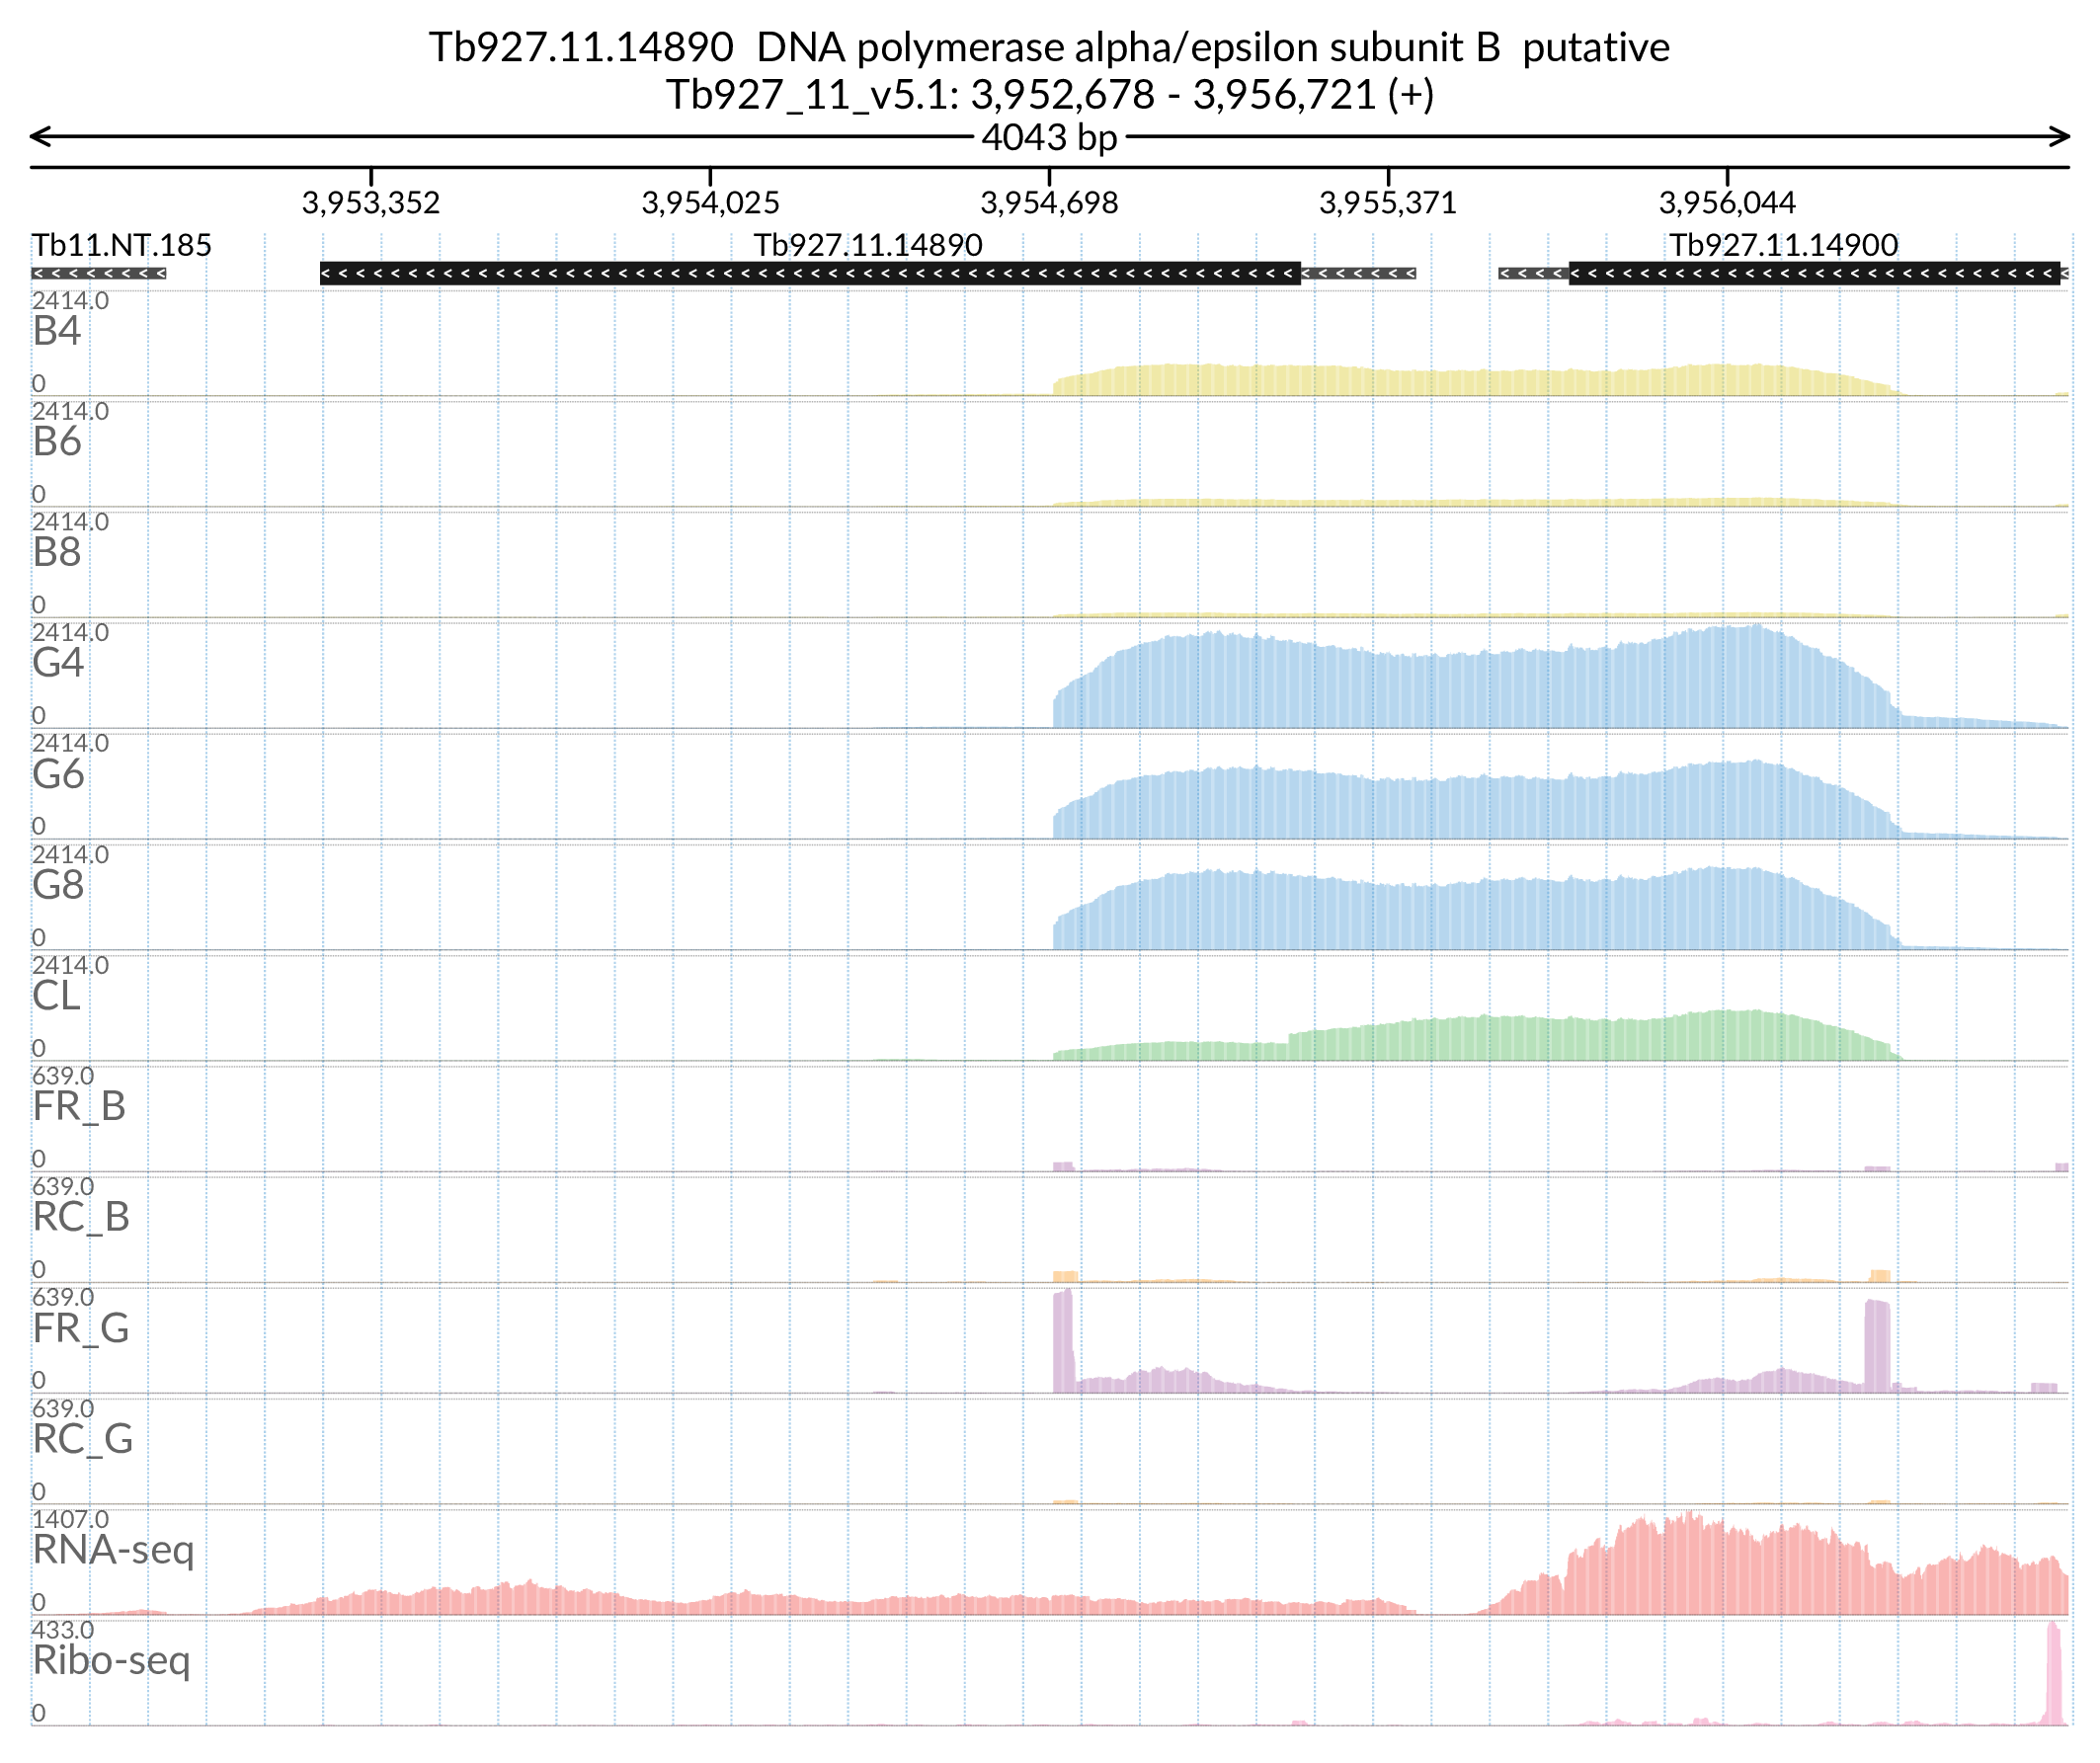 Tb927.11.14890  DNA polymerase alpha/epsilon subunit B  putative
Tb927_11_v5.1: 3,952,678 - 3,956,721 (+)
4043 bp
3,953,352 3,954,025 3,954,698 3,955,371 3,956,044
Tb11.NT.185 Tb927.11.14890 Tb927.11.14900
2414.0
B4
0
2414.0
B6
0
2414.0
B8
0
2414.0
G4
0
2414.0
G6
0
2414.0
G8
0
2414.0
CL
0
639.0
FR_B
0
639.0
RC_B
0
639.0
FR_G
0
639.0
RC_G
0
1407.0
RNA-seq
0
433.0
Ribo-seq
0